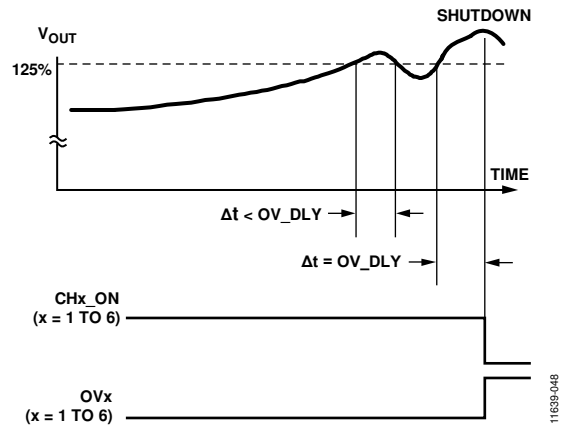 SHUTDOWN
VOUT
125%
TIME
Δt < OV_DLY
Δt = OV_DLY
CHx_ON
(x = 1 TO 6)
OVx
(x = 1 TO 6)
11639-048